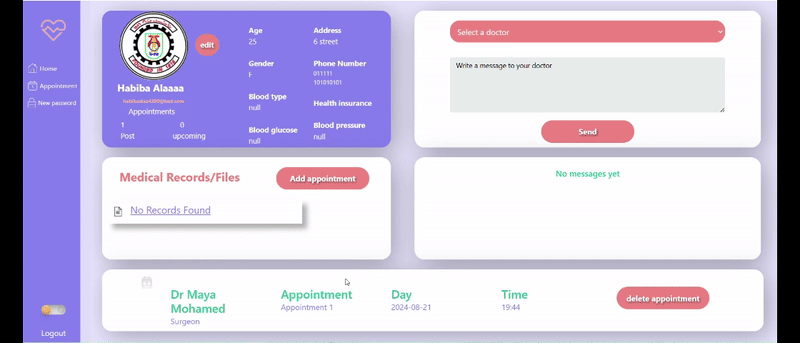 Home
Appointment
New password
Logout
edit
Habiba Alaaaa
Appointments
1
0
Post
upcoming
Age
25
Gender
F
Blood type
null
Blood glucose
null
Address
6 street
Phone Number
011111
101010101
Health insurance
Blood pressure
null
Select a doctor
Write a message to your doctor
Send
Medical Records/Files
Add appointment
No Records Found
No messages yet
Dr Maya
Mohamed
Surgeon
Appointment
Appointment 1
Day
2024-08-21
Time
19:44
delete appointment